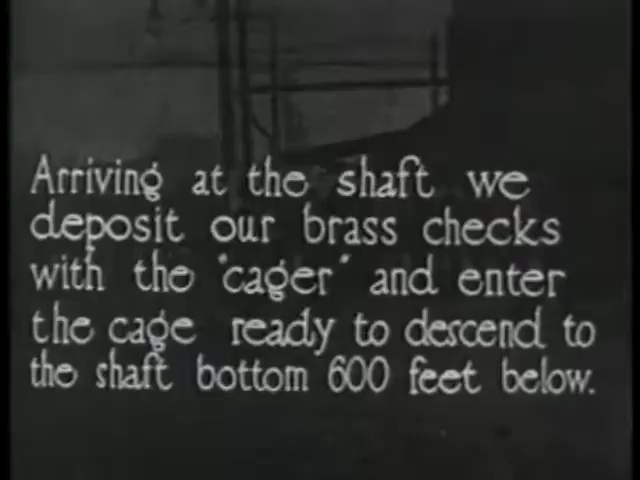 Arriving at the shaft we
deposit our brass checks
with the "cager" and enter
the cage ready to descend to
the shaft bottom 600 feet below.